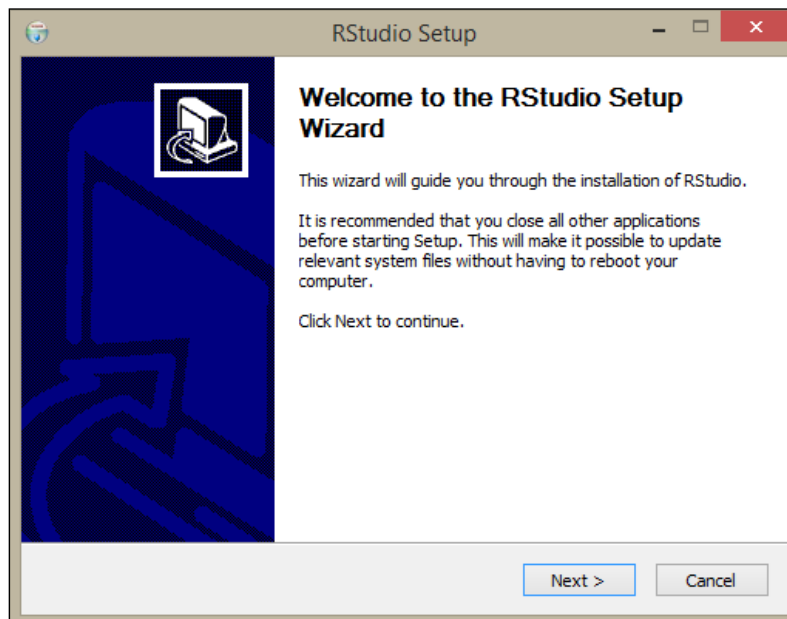 RStudio Setup
Welcome to the RStudio Setup
Wizard
This wizard will guide you through the installation of RStudio.
It is recommended that you close all other applications
before starting Setup. This will make it possible to update
relevant system files without having to reboot your
computer.
Click Next to continue.
Next >
Cancel